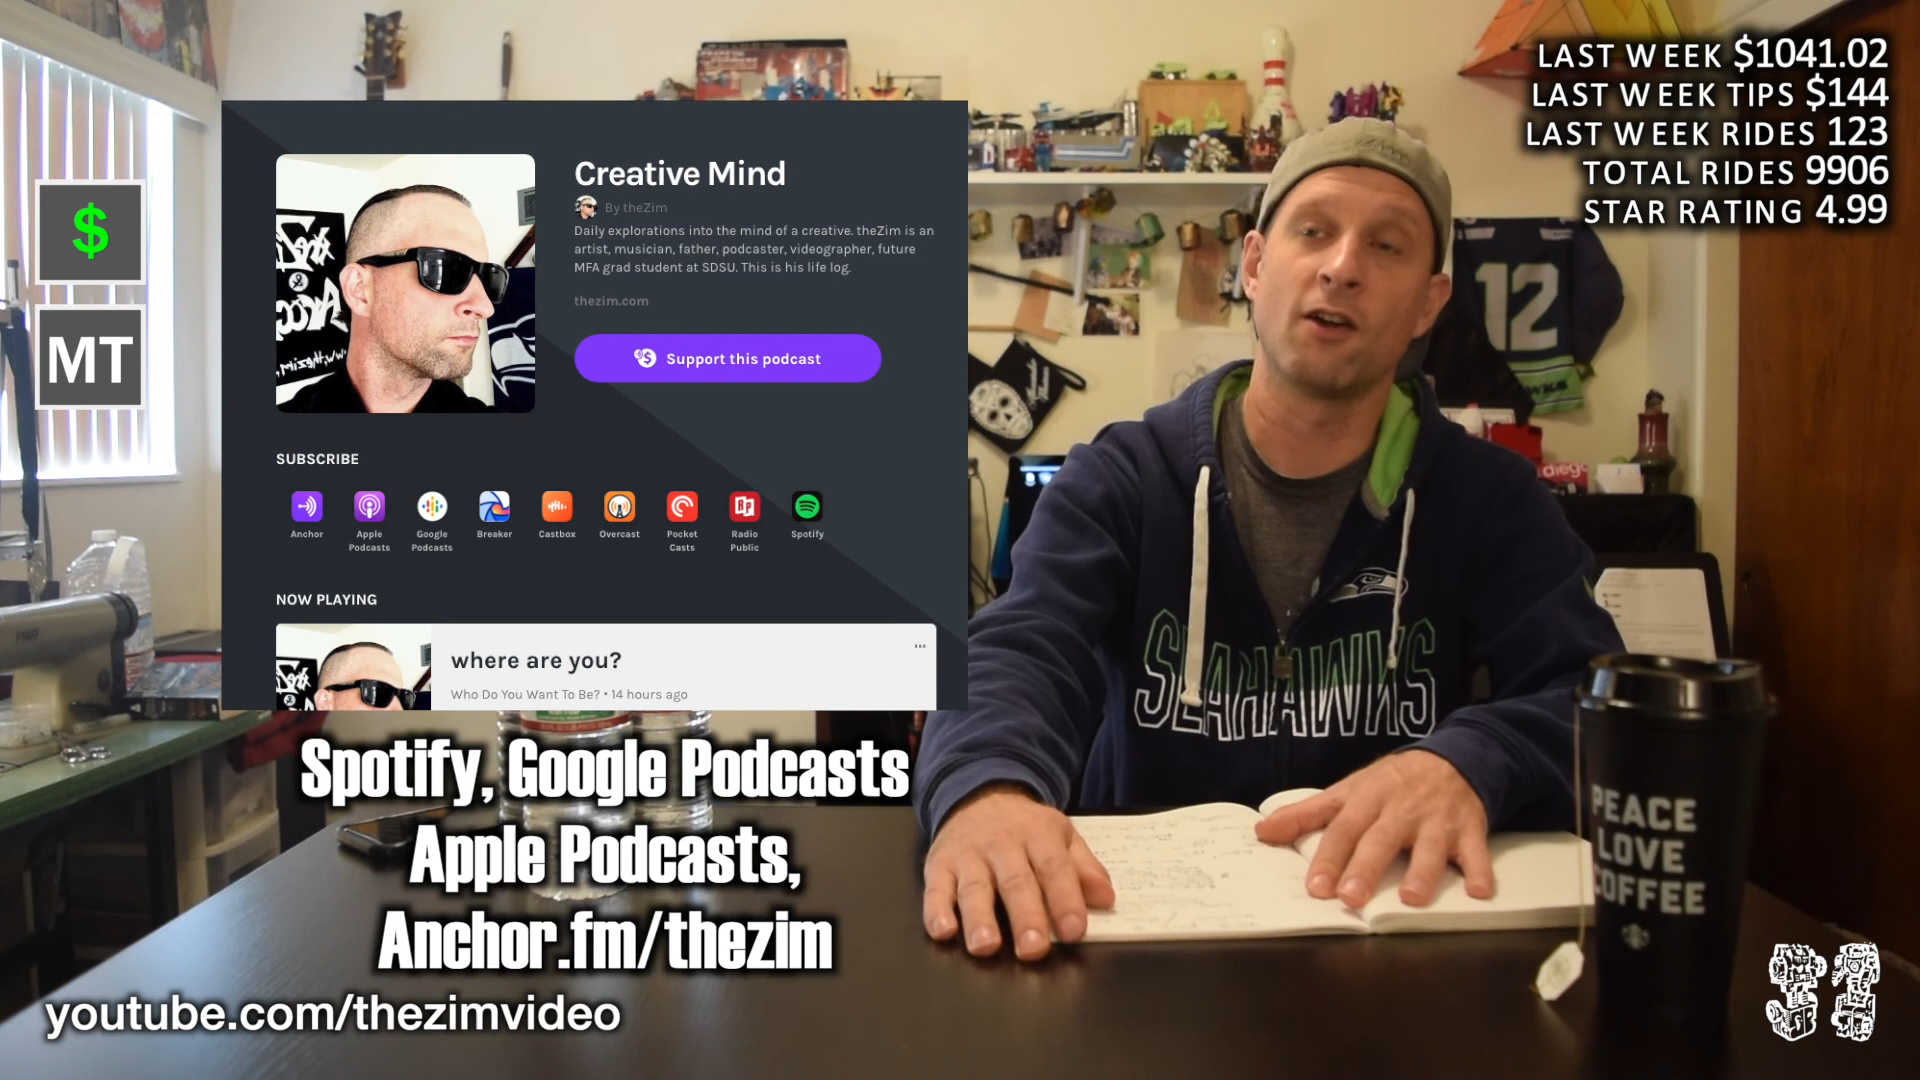 LAST WEEK $1041.02
LAST WEEK TIPS $144
LAST WEEK RIDES 123
TOTAL RIDES 9906
STAR RATING 4.99
$
MT
Creative Mind
By theZim
Daily explorations into the mind of a creative. theZim is an
artist, musician, father, podcaster, videographer, future
MFA grad student at SDSU. This is his life log.
thezim.com
Support this podcast
SUBSCRIBE
Anchor
Apple Podcasts
Google Podcasts
Breaker
Castbox
Overcast
Pocket Casts
Radio Public
Spotify
NOW PLAYING
where are you?
Who Do You Want To Be? • 14 hours ago
12
diego
SEAHAWKS
PFAFF
PEACE
LOVE
COFFEE
Spotify, Google Podcasts
Apple Podcasts,
Anchor.fm/thezim
youtube.com/thezimvideo